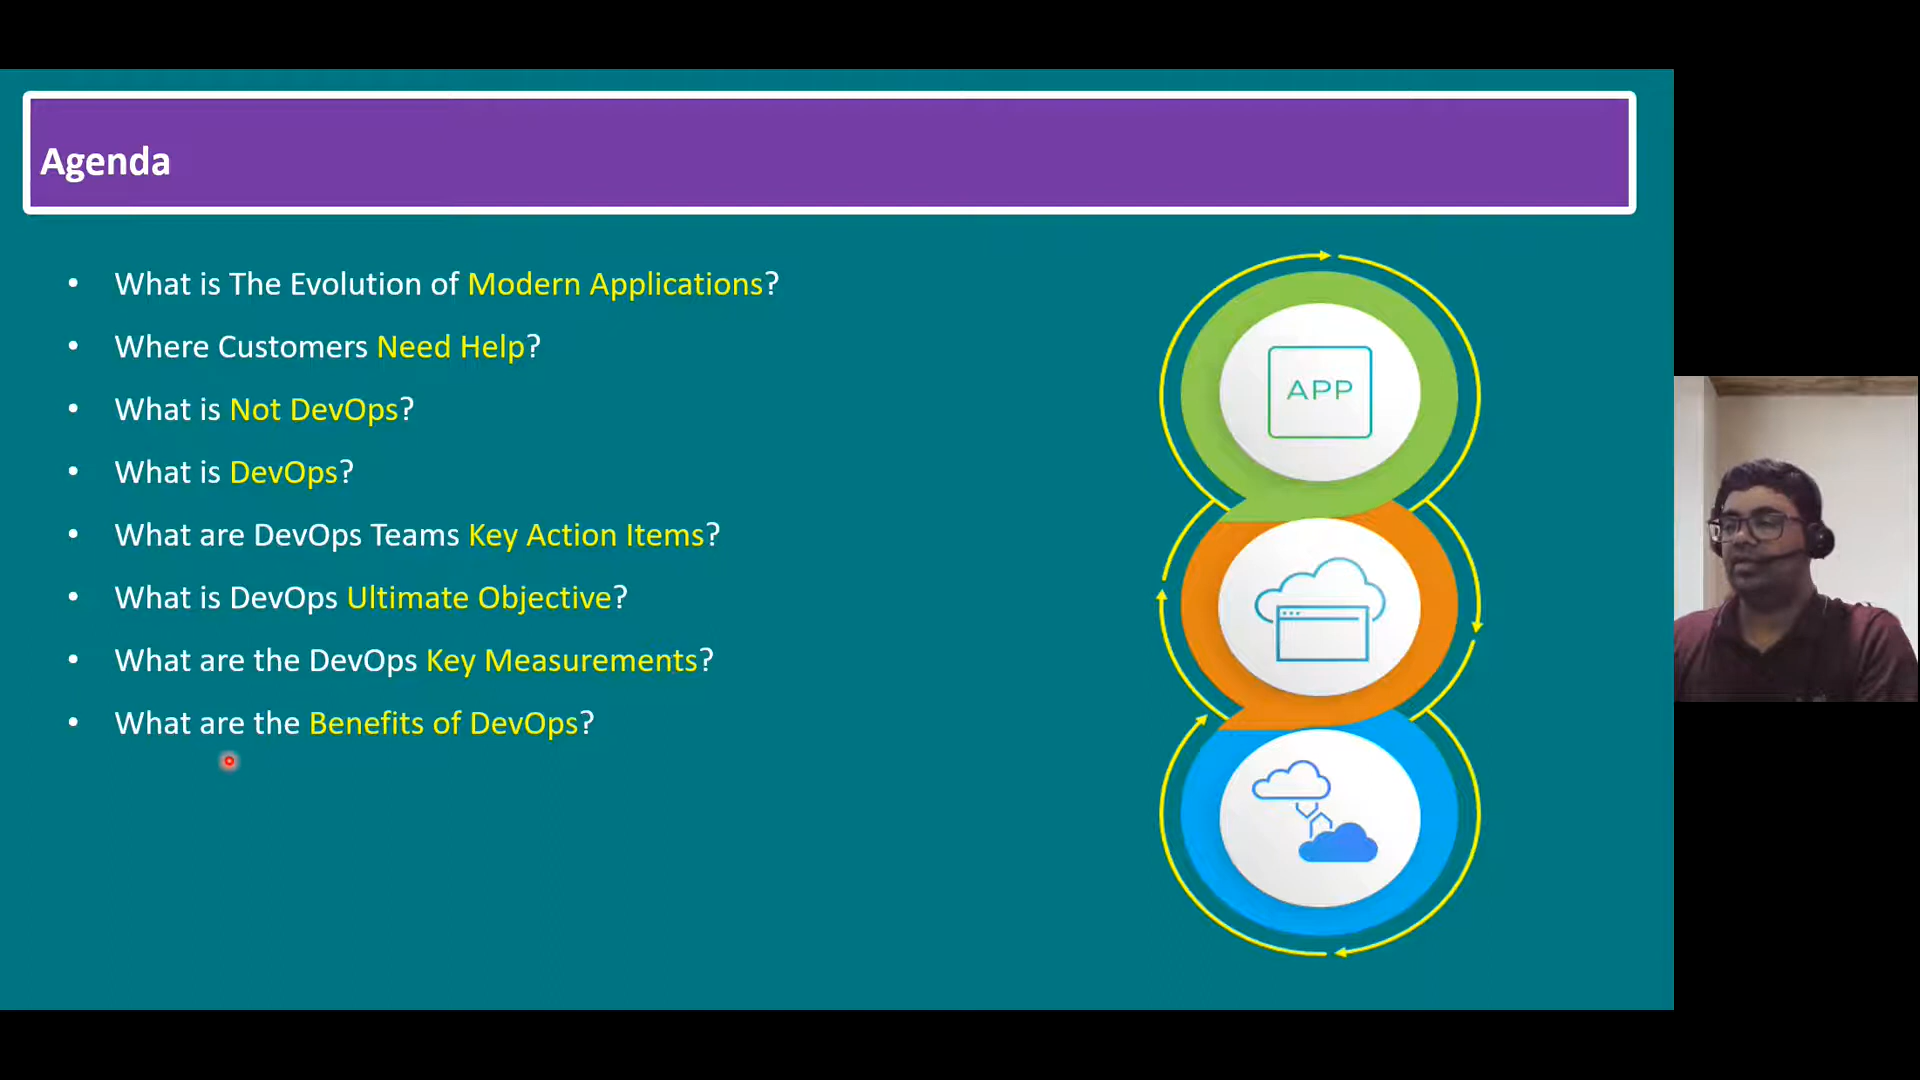 Agenda
• What is The Evolution of Modern Applications?
• Where Customers Need Help?
• What is Not DevOps?
• What is DevOps?
• What are DevOps Teams Key Action Items?
• What is DevOps Ultimate Objective?
• What are the DevOps Key Measurements?
• What are the Benefits of DevOps?
APP